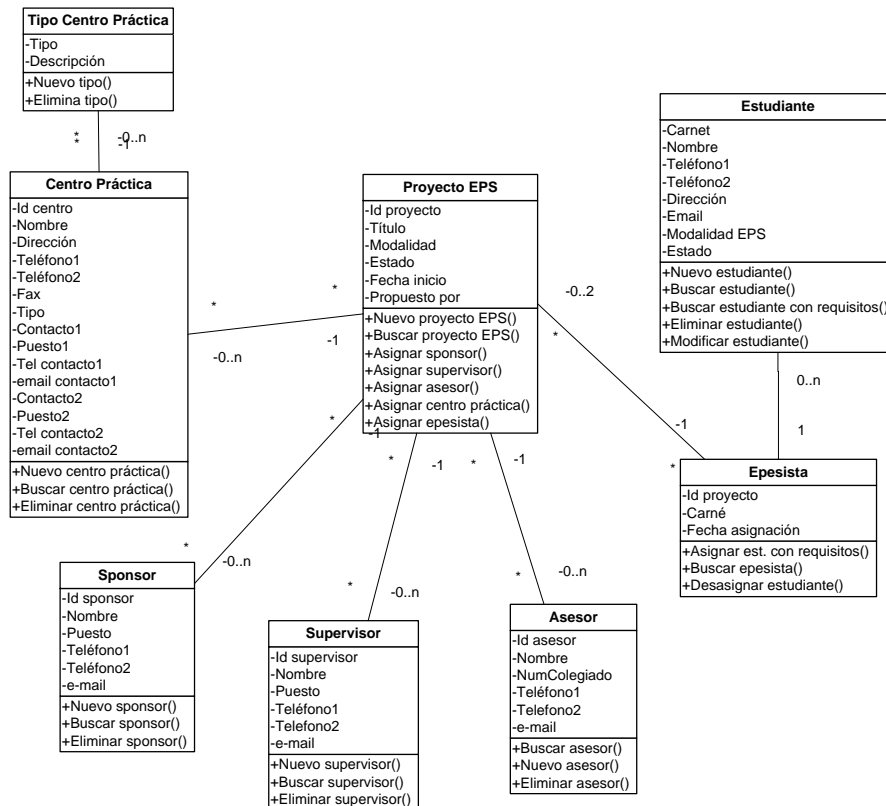 Tipo Centro Práctica
-Tipo
-Descripción
+Nuevo tipo()
+Elimina tipo()
*
*
-0..n
-1
Centro Práctica
-Id centro
-Nombre
-Dirección
-Teléfono1
-Teléfono2
-Fax
-Tipo
-Contacto1
-Puesto1
-Tel contacto1
-email contacto1
-Contacto2
-Puesto2
-Tel contacto2
-email contacto2
+Nuevo centro práctica()
+Buscar centro práctica()
+Eliminar centro práctica()
*
*
-0..n
-1
Proyecto EPS
-Id proyecto
-Título
-Modalidad
-Estado
-Fecha inicio
-Propuesto por
+Nuevo proyecto EPS()
+Buscar proyecto EPS()
+Asignar sponsor()
+Asignar supervisor()
+Asignar asesor()
+Asignar centro práctica()
+Asignar epesista()
Estudiante
-Carnet
-Nombre
-Teléfono1
-Teléfono2
-Dirección
-Email
-Modalidad EPS
-Estado
+Nuevo estudiante()
+Buscar estudiante()
+Buscar estudiante con requisitos()
+Eliminar estudiante()
+Modificar estudiante()
-0..2
*
-1
*
0..n
1
Epesista
-Id proyecto
-Carné
-Fecha asignación
+Asignar est. con requisitos()
+Buscar epesista()
+Desasignar estudiante()
*
-1
*
-0..n
Sponsor
-Id sponsor
-Nombre
-Puesto
-Teléfono1
-Teléfono2
-e-mail
+Nuevo sponsor()
+Buscar sponsor()
+Eliminar sponsor()
*
-1
*
-0..n
Supervisor
-Id supervisor
-Nombre
-Puesto
-Teléfono1
-Telefono2
-e-mail
+Nuevo supervisor()
+Buscar supervisor()
+Eliminar supervisor()
*
-1
*
-0..n
Asesor
-Id asesor
-Nombre
-NumColegiado
-Teléfono1
-Telefono2
-e-mail
+Buscar asesor()
+Nuevo asesor()
+Eliminar asesor()